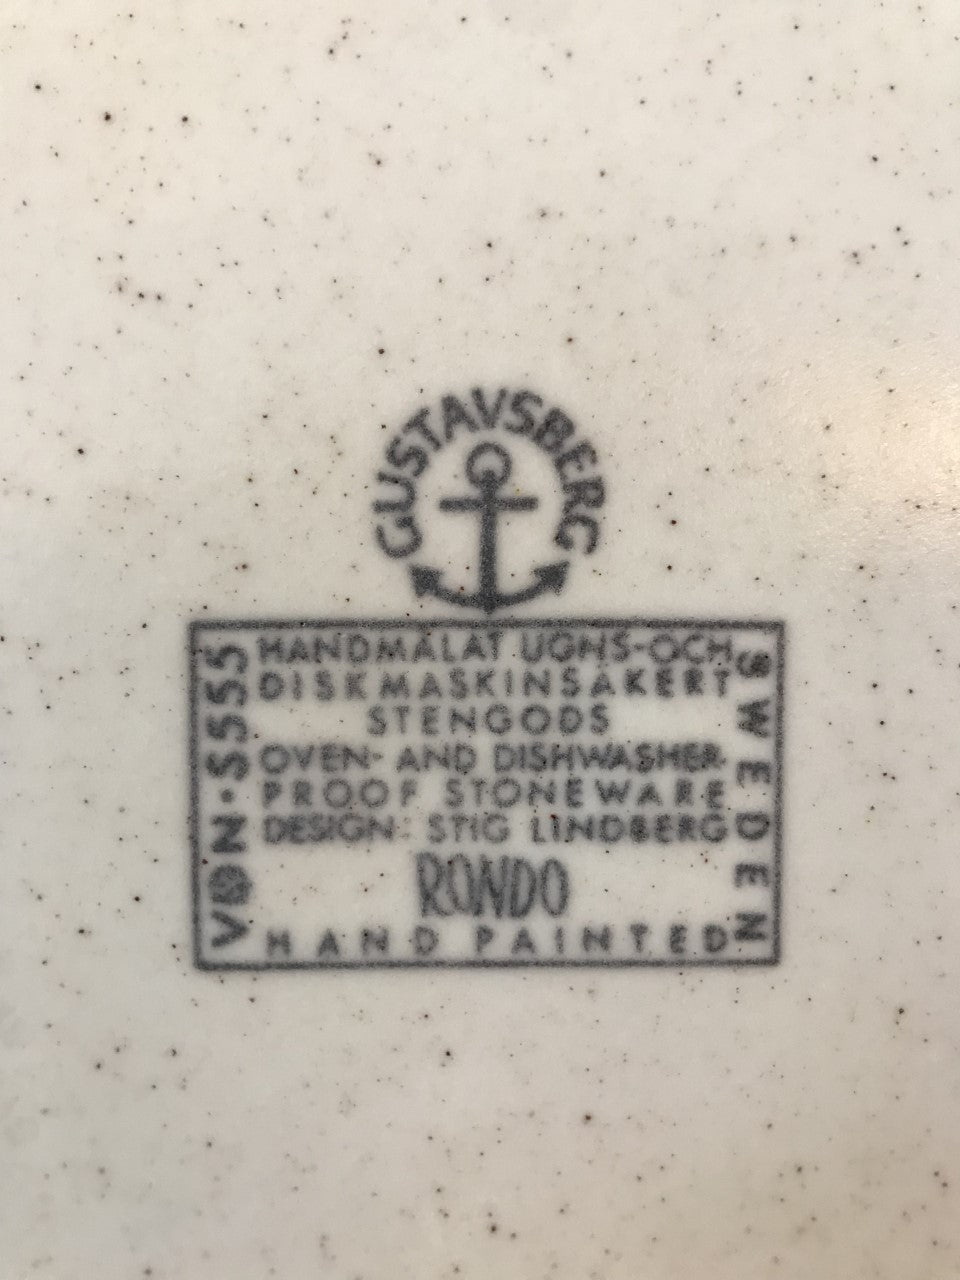 GUSTAVSBERG
HANDMÅLAT UGNS-OCH
DISKMASKINSÄKERT
STENGODS
OVEN- AND DISHWASHER-
PROOF STONEWARE
DESIGN: STIG LINDBERG
RONDO
HAND PAINTED
SWEDEN
VDN·S555